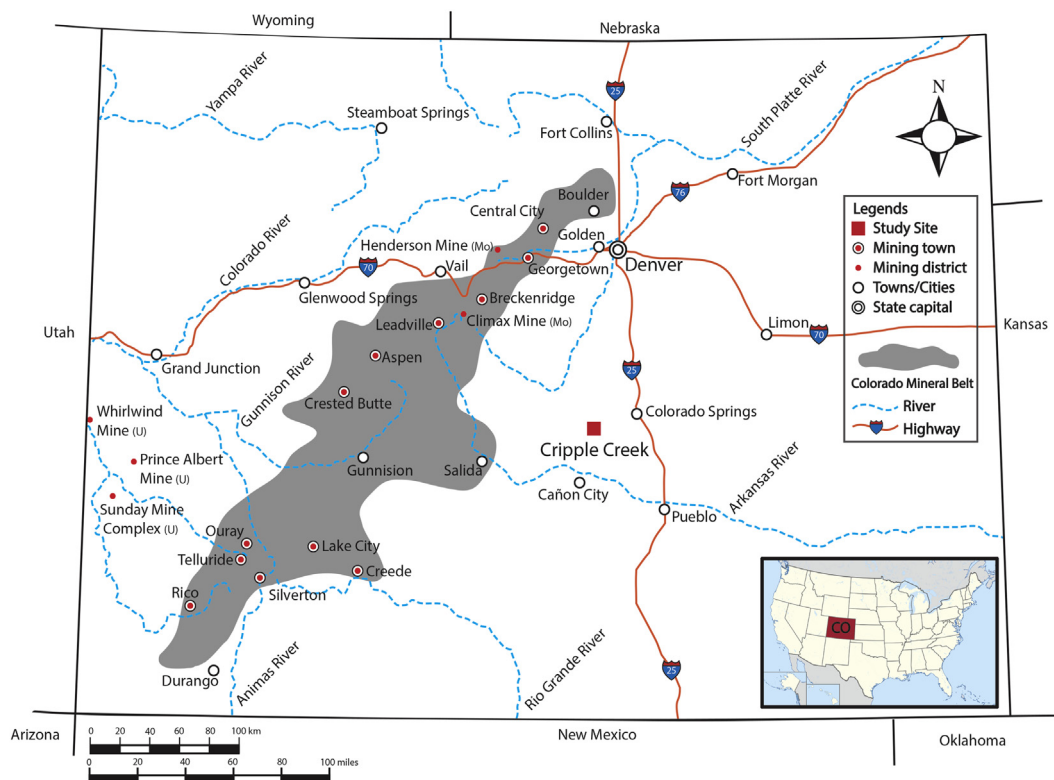 Wyoming
Nebraska
Yampa River
Steamboat Springs
25
Fort Collins
South Platte River
N
Fort Morgan
76
Boulder
Central City
Golden
Henderson Mine (Mo)
Denver
Georgetown
Colorado River
70
Vail
Glenwood Springs
Breckenridge
Leadville
Climax Mine (Mo)
Limon
70
Utah
Kansas
Grand Junction
Aspen
25
Gunnison River
Crested Butte
Colorado Springs
Whirlwind
Mine (U)
Cripple Creek
Prince Albert
Mine (U)
Gunnision
Salida
Cañon City
Arkansas River
Sunday Mine
Complex (U)
Pueblo
Ouray
Telluride
Lake City
Creede
Silverton
Rico
Durango
Animas River
Rio Grande River
25
Legends
Study Site
Mining town
Mining district
Towns/Cities
State capital
Colorado Mineral Belt
River
Highway
CO
Arizona
New Mexico
Oklahoma
0 20 40 60 80 100 km
0 20 40 60 100 miles